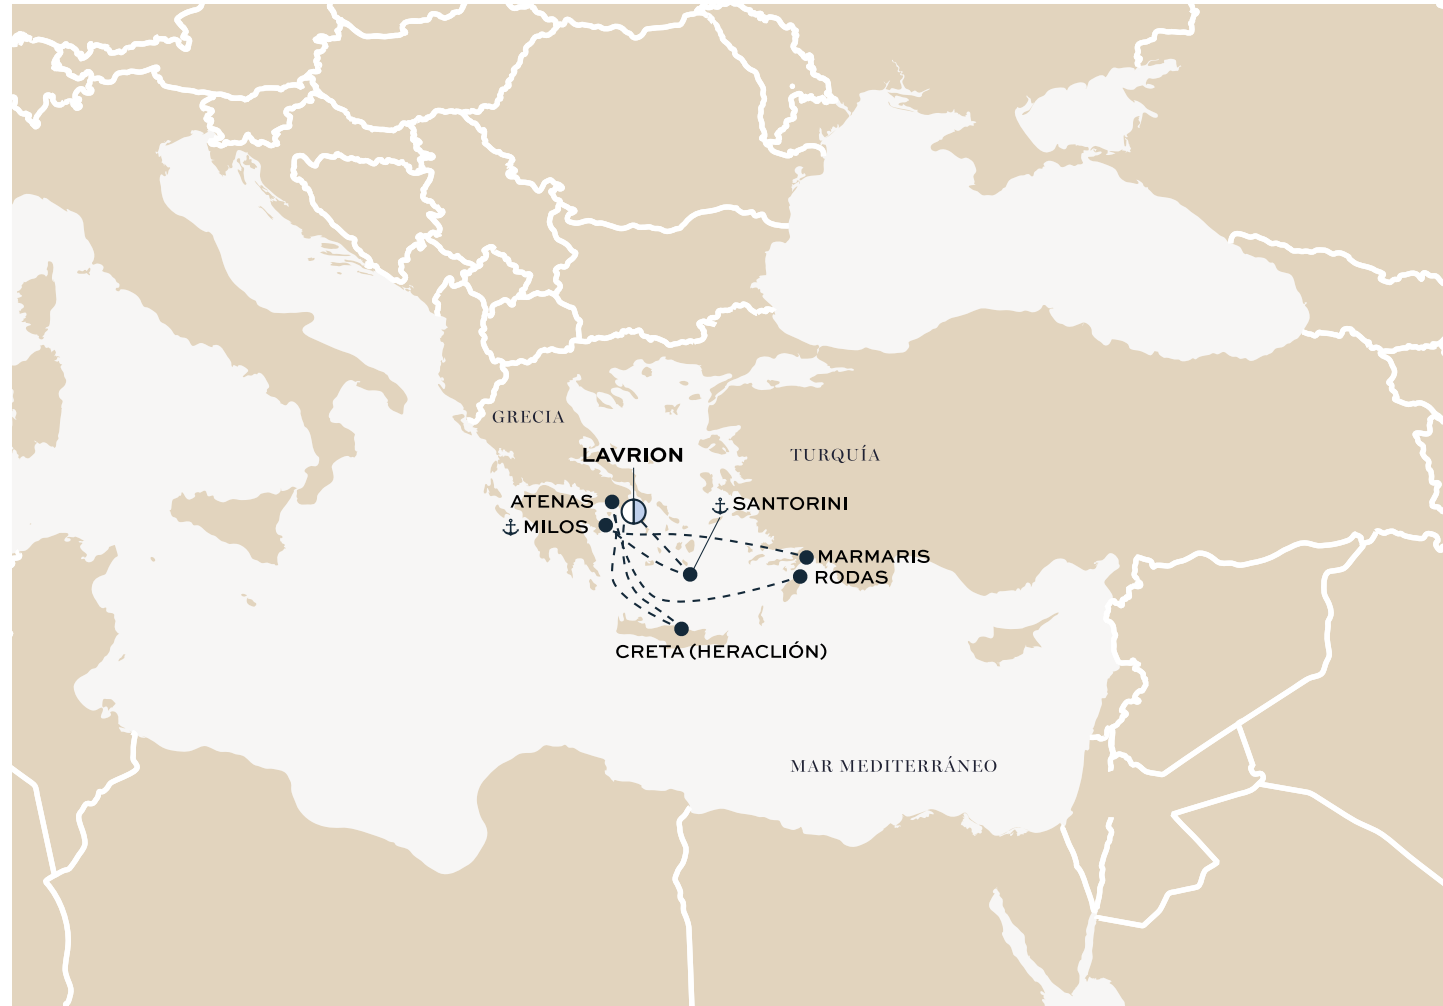 GRECIA
LAVRION
TURQUÍA
ATENAS
SANTORINI
MILOS
MARMARIS
RODAS
CRETA (HERACLIÓN)
MAR MEDITERRÁNEO